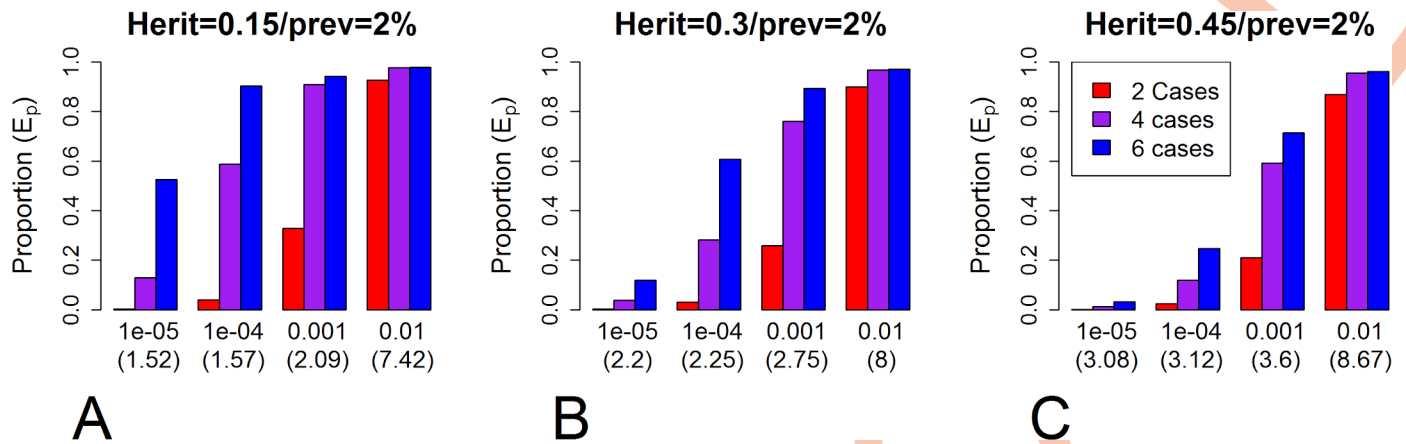 Herit=0.15/prev=2%
Proportion (Ep)
0.0 0.2 0.4 0.6 0.8 1.0
1e-05 1e-04 0.001 0.01
(1.52) (1.57) (2.09) (7.42)
A
Herit=0.3/prev=2%
Proportion (Ep)
0.0 0.2 0.4 0.6 0.8 1.0
1e-05 1e-04 0.001 0.01
(2.2) (2.25) (2.75) (8)
B
Herit=0.45/prev=2%
Proportion (Ep)
0.0 0.2 0.4 0.6 0.8 1.0
2 Cases
4 cases
6 cases
1e-05 1e-04 0.001 0.01
(3.08) (3.12) (3.6) (8.67)
C